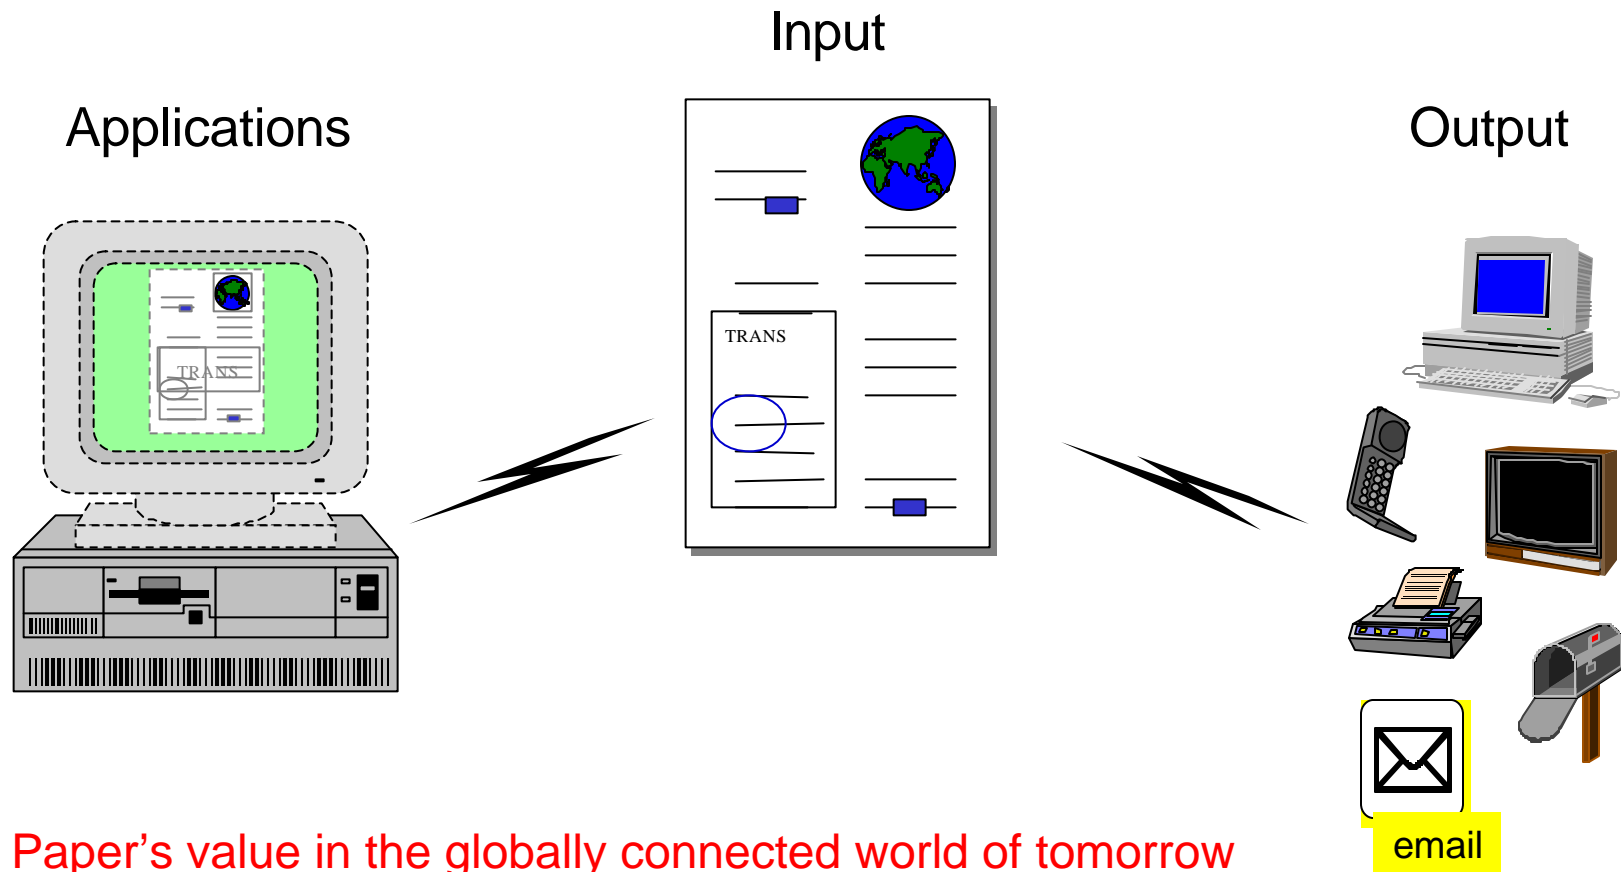 Input
Applications
Output
TRANS
TRANS
email
Paper's value in the globally connected world of tomorrow